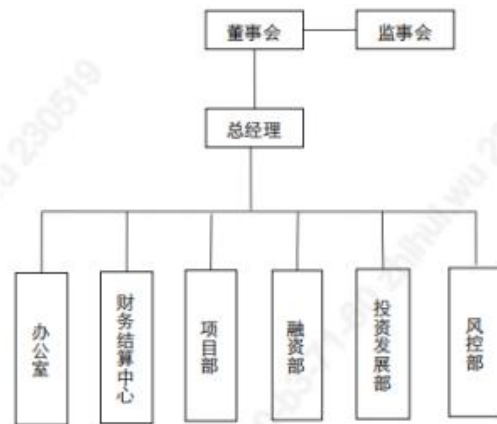 董事会
监事会
总经理
办公室
财务结算中心
项目部
融资部
投资发展部
风控部